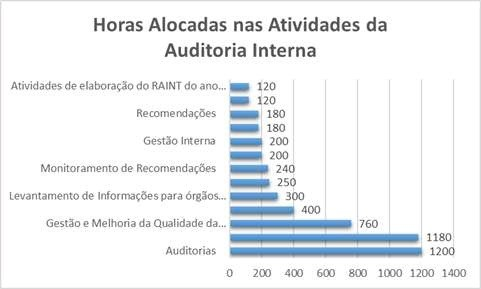 Horas Alocadas nas Atividades da
Auditoria Interna
Atividades de elaboração do RAINT do ano... 120
120
Recomendações 180
180
Gestão Interna 200
200
Monitoramento de Recomendações 240
250
Levantamento de Informações para órgãos... 300
400
Gestão e Melhoria da Qualidade da... 760
1180
Auditorias 1200
0 200 400 600 800 1000 1200 1400